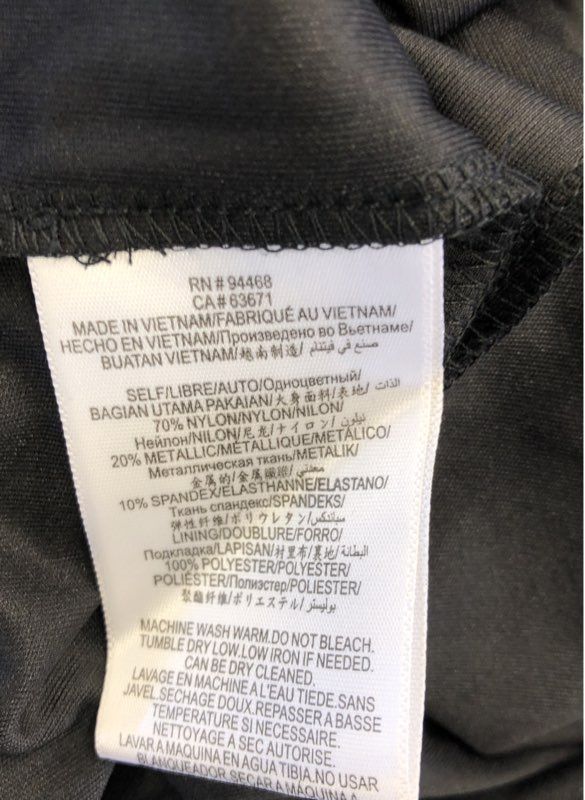 RN # 94468
CA # 63671
MADE IN VIETNAM/FABRIQUÉ AU VIETNAM/
HECHO EN VIETNAM/Произведено во Вьетнаме/
BUATAN VIETNAM/越南制造/ صنع في فيتنام
SELF/LIBRE/AUTO/Одноцветный/
BAGIAN UTAMA PAKAIAN/大身面料/表地/ الذات
70% NYLON/NYLON/NILON/
Нейлон/NILON/尼龙/ナイロン/ نيلون
20% METALLIC/MÉTALLIQUE/METÁLICO/
Металлическая ткань/METALIK/
金属的/金属繊維/ معدني
10% SPANDEX/ELASTHANNE/ELASTANO/
Ткань спандекс/SPANDEKS/
弹性纤维/ポリウレタン/ سباندكس
LINING/DOUBLURE/FORRO/
Подкладка/LAPISAN/衬里布/裏地/ البطانة
100% POLYESTER/POLYESTER/
POLIÉSTER/Полиэстер/POLIESTER/
聚酯纤维/ポリエステル/ بوليستر
MACHINE WASH WARM.DO NOT BLEACH.
TUMBLE DRY LOW.LOW IRON IF NEEDED.
CAN BE DRY CLEANED.
LAVAGE EN MACHINE A L'EAU TIEDE.SANS
JAVEL.SECHAGE DOUX.REPASSER A BASSE
TEMPERATURE SI NECESSAIRE.
NETTOYAGE A SEC AUTORISE.
LAVAR A MAQUINA EN AGUA TIBIA.NO USAR
BLANQUEADOR SECAR A MAQUINA A